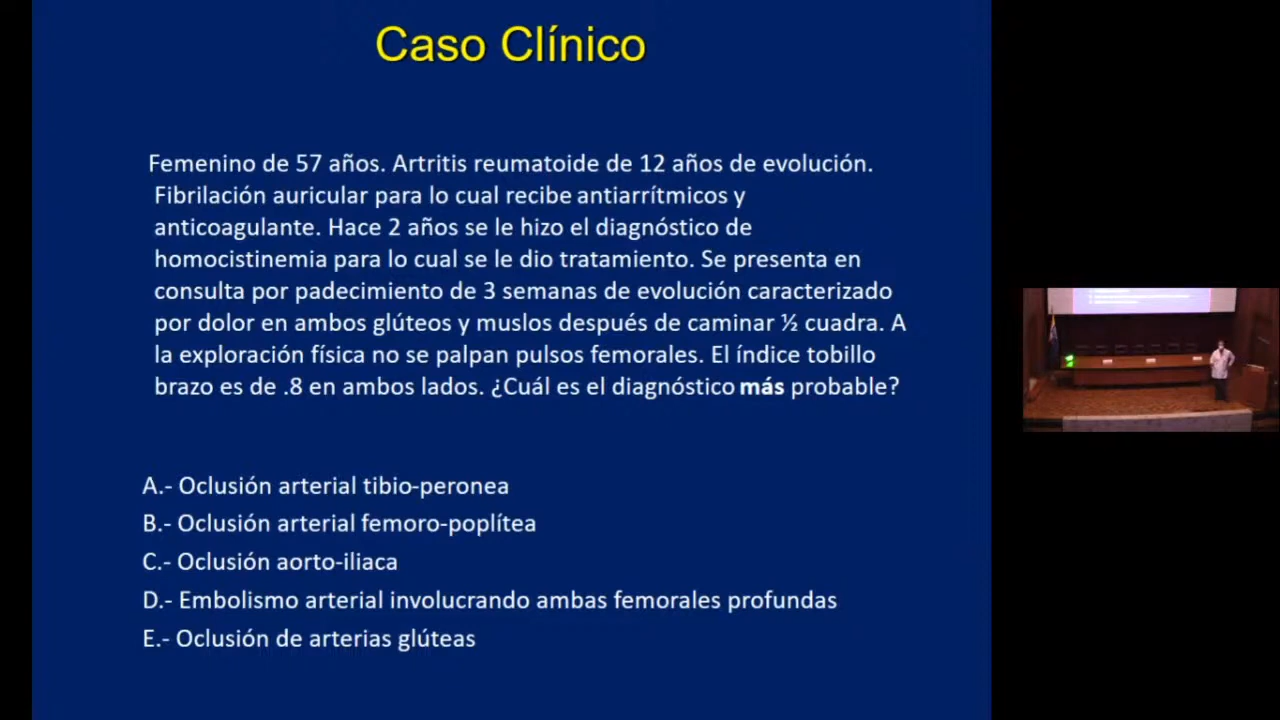 Caso Clínico
Femenino de 57 años. Artritis reumatoide de 12 años de evolución.
Fibrilación auricular para lo cual recibe antiarrítmicos y
anticoagulante. Hace 2 años se le hizo el diagnóstico de
homocistinemia para lo cual se le dio tratamiento. Se presenta en
consulta por padecimiento de 3 semanas de evolución caracterizado
por dolor en ambos glúteos y muslos después de caminar ½ cuadra. A
la exploración física no se palpan pulsos femorales. El índice tobillo
brazo es de .8 en ambos lados. ¿Cuál es el diagnóstico más probable?
A.- Oclusión arterial tibio-peronea
B.- Oclusión arterial femoro-poplítea
C.- Oclusión aorto-iliaca
D.- Embolismo arterial involucrando ambas femorales profundas
E.- Oclusión de arterias glúteas